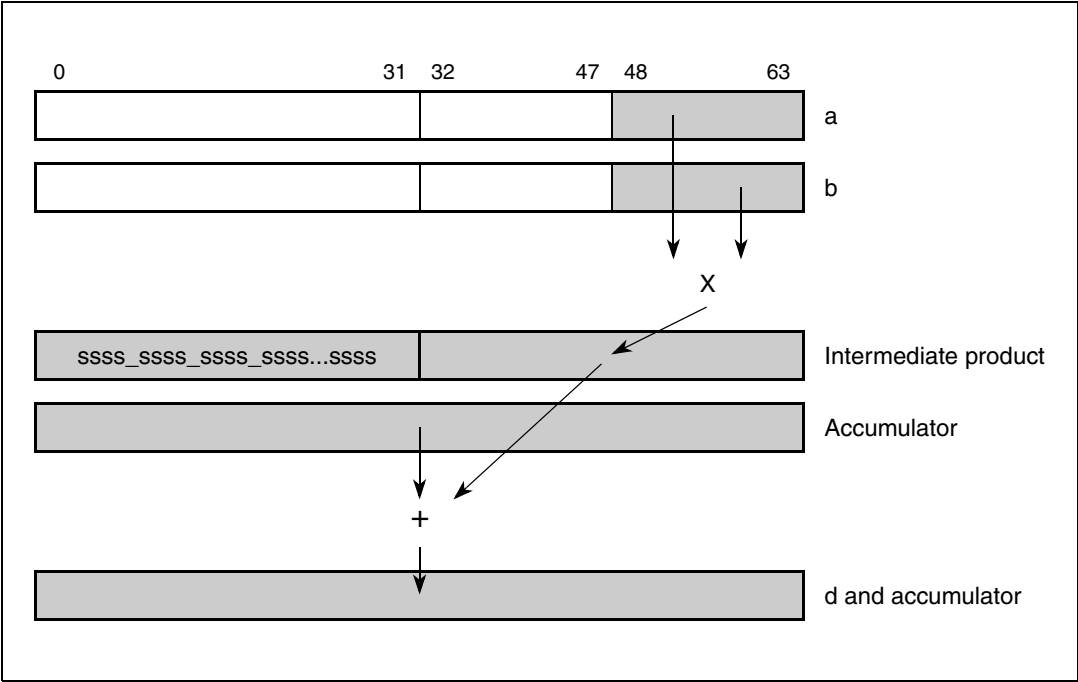 0 31 32 47 48 63
a
b
X
ssss_ssss_ssss_ssss...ssss Intermediate product
Accumulator
+
d and accumulator